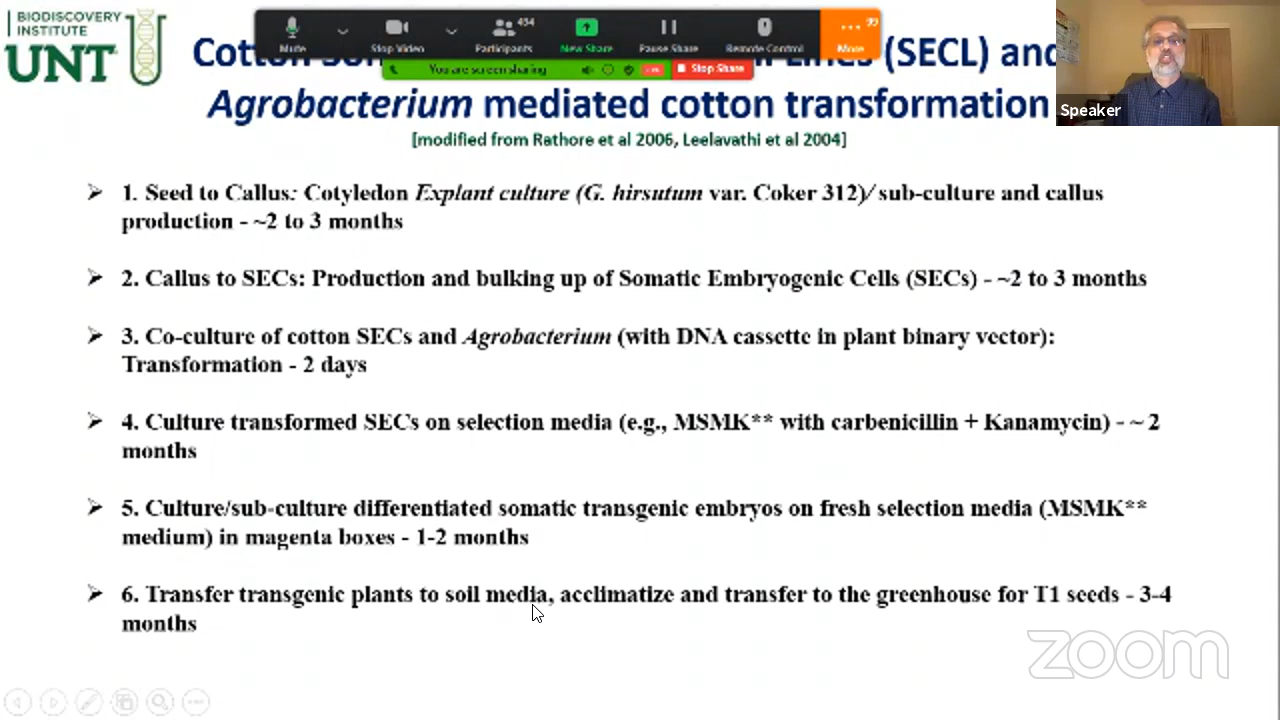 BIODISCOVERY
INSTITUTE
UNT
Mute
Stop Video
494
Participants
New Share
Pause Share
Remote Control
99
More
You are screen sharing
Stop Share
Lines (SECL) and
Agrobacterium mediated cotton transformation
[modified from Rathore et al 2006, Leelavathi et al 2004]
Speaker
➢ 1. Seed to Callus: Cotyledon Explant culture (G. hirsutum var. Coker 312)/ sub-culture and callus
production - ~2 to 3 months
➢ 2. Callus to SECs: Production and bulking up of Somatic Embryogenic Cells (SECs) - ~2 to 3 months
➢ 3. Co-culture of cotton SECs and Agrobacterium (with DNA cassette in plant binary vector):
Transformation - 2 days
➢ 4. Culture transformed SECs on selection media (e.g., MSMK** with carbenicillin + Kanamycin) - ~ 2
months
➢ 5. Culture/sub-culture differentiated somatic transgenic embryos on fresh selection media (MSMK**
medium) in magenta boxes - 1-2 months
➢ 6. Transfer transgenic plants to soil media, acclimatize and transfer to the greenhouse for T1 seeds - 3-4
months
zoom